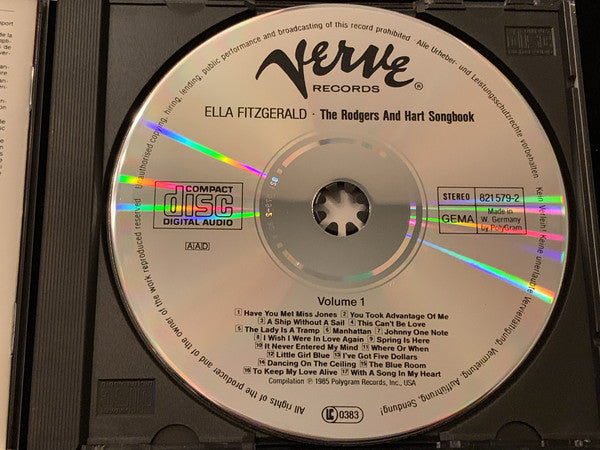 Unauthorised copying, hiring, lending, public performance and broadcasting of this record prohibited · Alle Urheber- und Leistungsschutzrechte vorbehalten
Kein Verleih! Keine unerlaubte Vervielfältigung, Vermietung, Aufführung, Sendung!
All rights of the producer and of the owner of the work reproduced reserved
VERVE
RECORDS
®
ELLA FITZGERALD · The Rodgers And Hart Songbook
COMPACT
disc
DIGITAL AUDIO
AAD
STEREO 821 579-2
GEMA Made in
W. Germany
by PolyGram
Volume 1
1 Have You Met Miss Jones 2 You Took Advantage Of Me
3 A Ship Without A Sail 4 This Can't Be Love
5 The Lady Is A Tramp 6 Manhattan 7 Johnny One Note
8 I Wish I Were In Love Again 9 Spring Is Here
10 It Never Entered My Mind 11 Where Or When
12 Little Girl Blue 13 I've Got Five Dollars
14 Dancing On The Ceiling 15 The Blue Room
16 To Keep My Love Alive 17 With A Song In My Heart
Compilation ℗ 1985 Polygram Records, Inc., USA
LC 0383